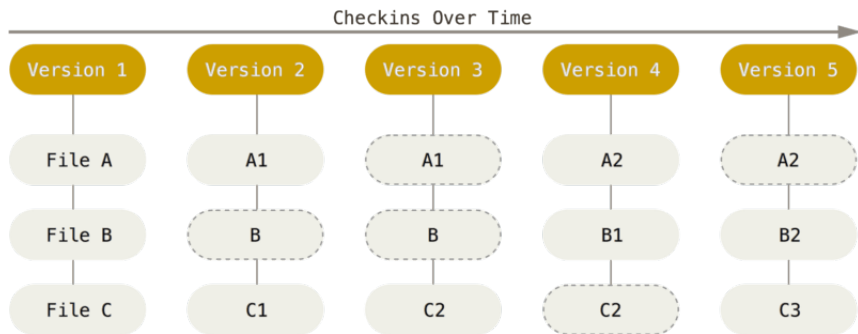 Checkins Over Time
Version 1 Version 2 Version 3 Version 4 Version 5
File A A1 A1 A2 A2
File B B B B1 B2
File C C1 C2 C2 C3